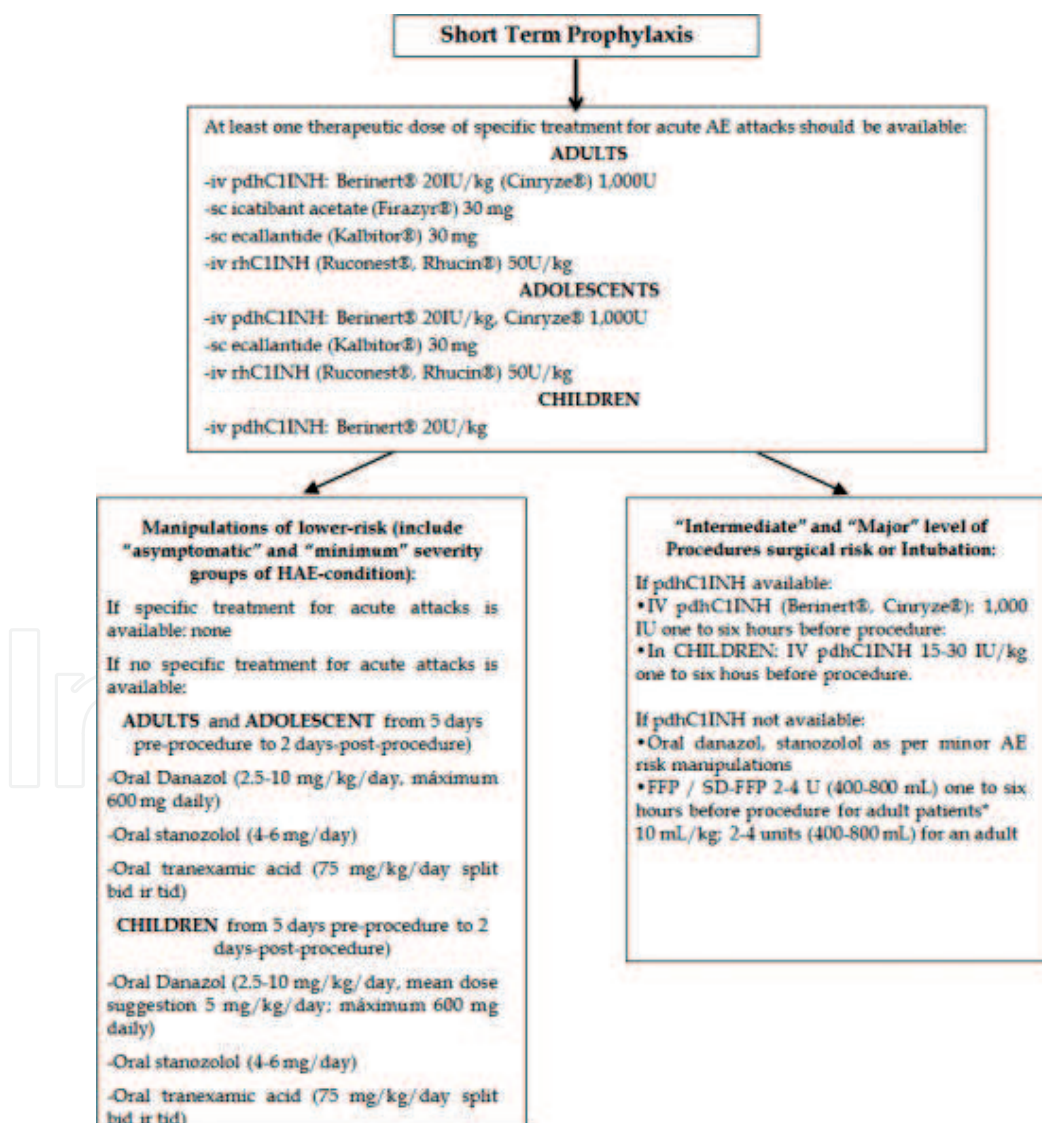 Short Term Prophylaxis
At least one therapeutic dose of specific treatment for acute AE attacks should be available:
ADULTS
-iv pdhC1INH: Berinert® 20IU/kg (Cinryze®) 1,000U
-sc icatibant acetate (Firazyr®) 30 mg
-sc ecallantide (Kalbitor®) 30 mg
-iv rhC1INH (Ruconest®, Rhucin®) 50U/kg
ADOLESCENTS
-iv pdhC1INH: Berinert® 20IU/kg, Cinryze® 1,000U
-sc ecallantide (Kalbitor®) 30 mg
-iv rhC1INH (Ruconest®, Rhucin®) 50U/kg
CHILDREN
-iv pdhC1INH: Berinert® 20U/kg
Manipulations of lower-risk (include
"asymptomatic" and "minimum" severity
groups of HAE-condition):
If specific treatment for acute attacks is
available: none
If no specific treatment for acute attacks is
available:
ADULTS and ADOLESCENT from 5 days
pre-procedure to 2 days-post-procedure)
-Oral Danazol (2.5-10 mg/kg/day, máximum
600 mg daily)
-Oral stanozolol (4-6 mg/day)
-Oral tranexamic acid (75 mg/kg/day split
bid ir tid)
CHILDREN from 5 days pre-procedure to 2
days-post-procedure)
-Oral Danazol (2.5-10 mg/kg/day, mean dose
suggestion 5 mg/kg/day; máximum 600 mg
daily)
-Oral stanozolol (4-6 mg/day)
-Oral tranexamic acid (75 mg/kg/day split
bid ir tid)
"Intermediate" and "Major" level of
Procedures surgical risk or Intubation:
If pdhC1INH available:
•IV pdhC1INH (Berinert®, Cinryze®): 1,000
IU one to six hours before procedure:
•In CHILDREN: IV pdhC1INH 15-30 IU/kg
one to six hous before procedure.
If pdhC1INH not available:
•Oral danazol, stanozolol as per minor AE
risk manipulations
•FFP / SD-FFP 2-4 U (400-800 mL) one to six
hours before procedure for adult patients*
10 mL/kg; 2-4 units (400-800 mL) for an adult